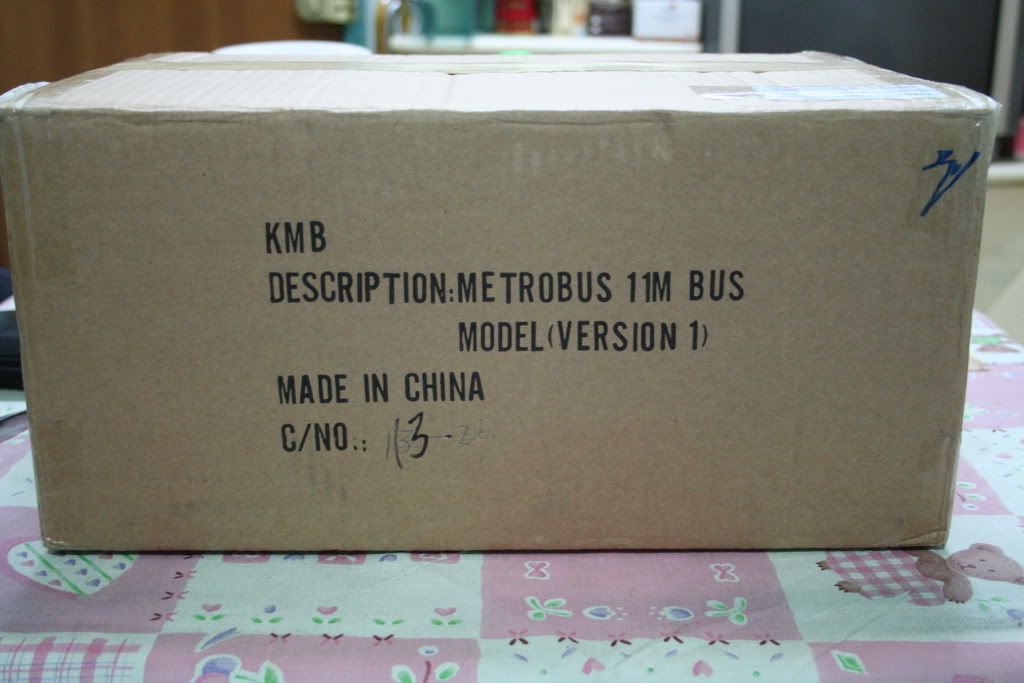 KMB
DESCRIPTION:METROBUS 11M BUS
MODEL(VERSION 1)
MADE IN CHINA
C/NO.: 13